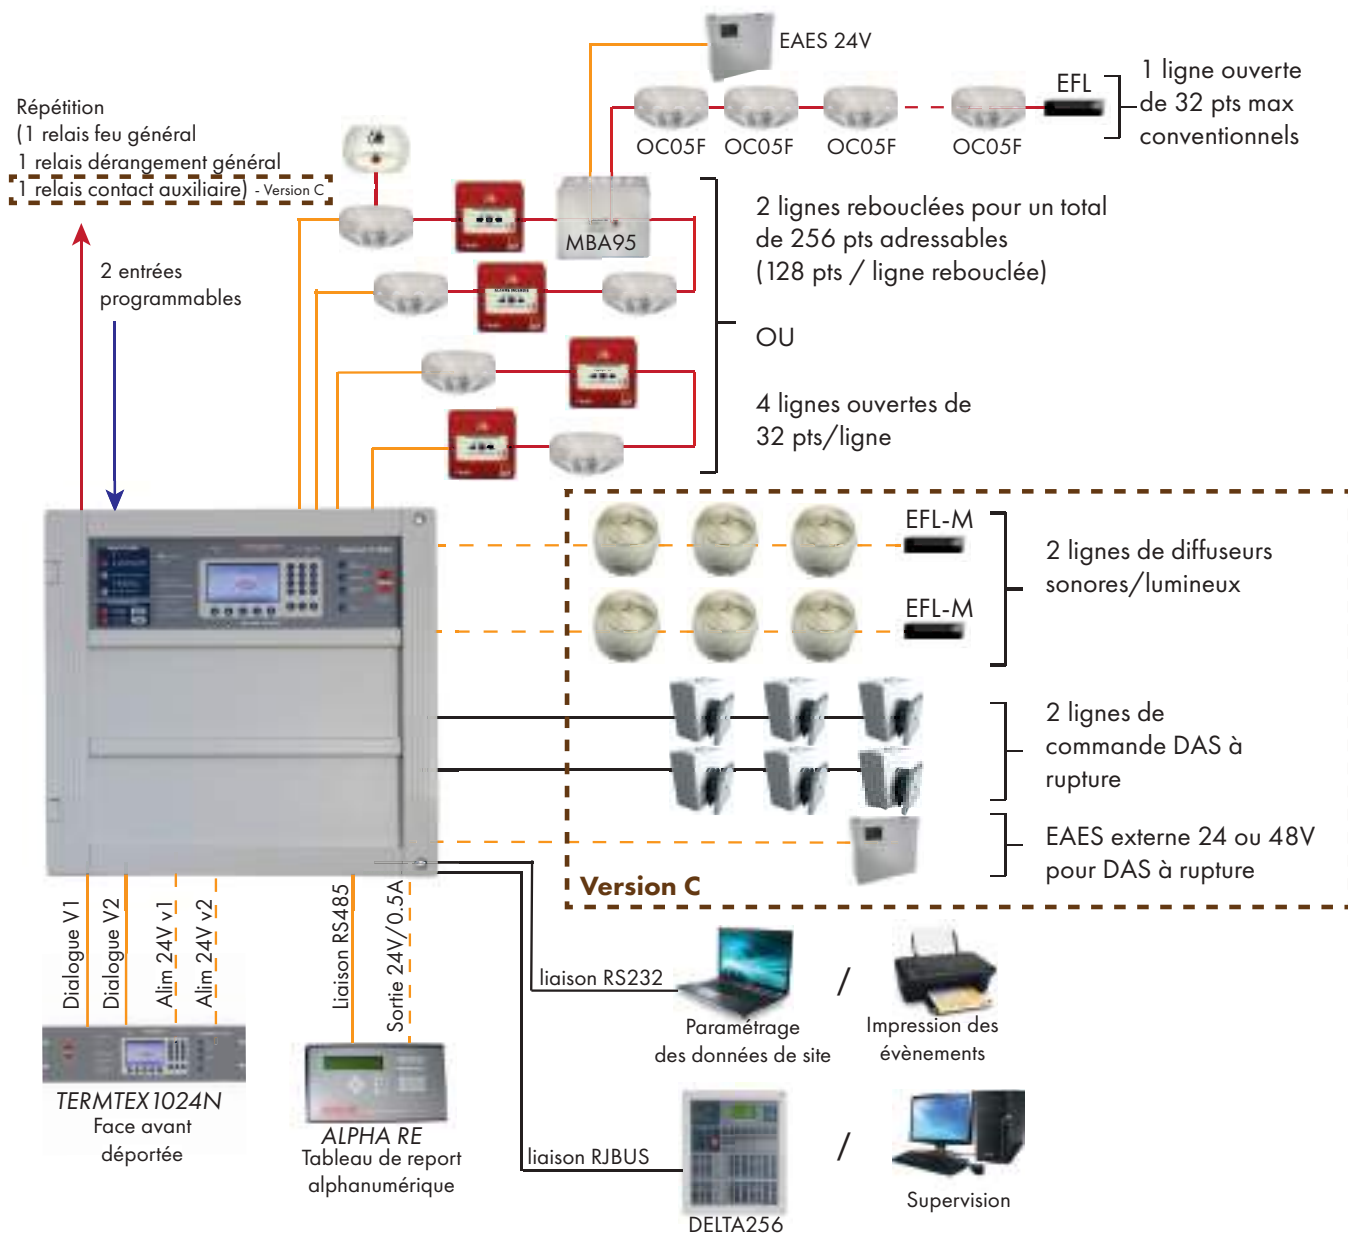 EAES 24V
EFL
1 ligne ouverte
de 32 pts max
conventionnels
OC05F OC05F OC05F OC05F
Répétition
(1 relais feu général
1 relais dérangement général
1 relais contact auxiliaire) - Version C
2 entrées
programmables
MBA95
2 lignes rebouclées pour un total
de 256 pts adressables
(128 pts / ligne rebouclée)
OU
4 lignes ouvertes de
32 pts/ligne
EFL-M
2 lignes de diffuseurs
sonores/lumineux
EFL-M
2 lignes de
commande DAS à
rupture
EAES externe 24 ou 48V
pour DAS à rupture
Version C
Dialogue V1
Dialogue V2
Alim 24V v1
Alim 24V v2
Liaison RS485
Sortie 24V/0.5A
TERMTEX1024N
Face avant
déportée
ALPHA RE
Tableau de report
alphanumérique
liaison RS232
/
Paramétrage
des données de site
Impression des
évènements
liaison RJBUS
/
DELTA256
Supervision